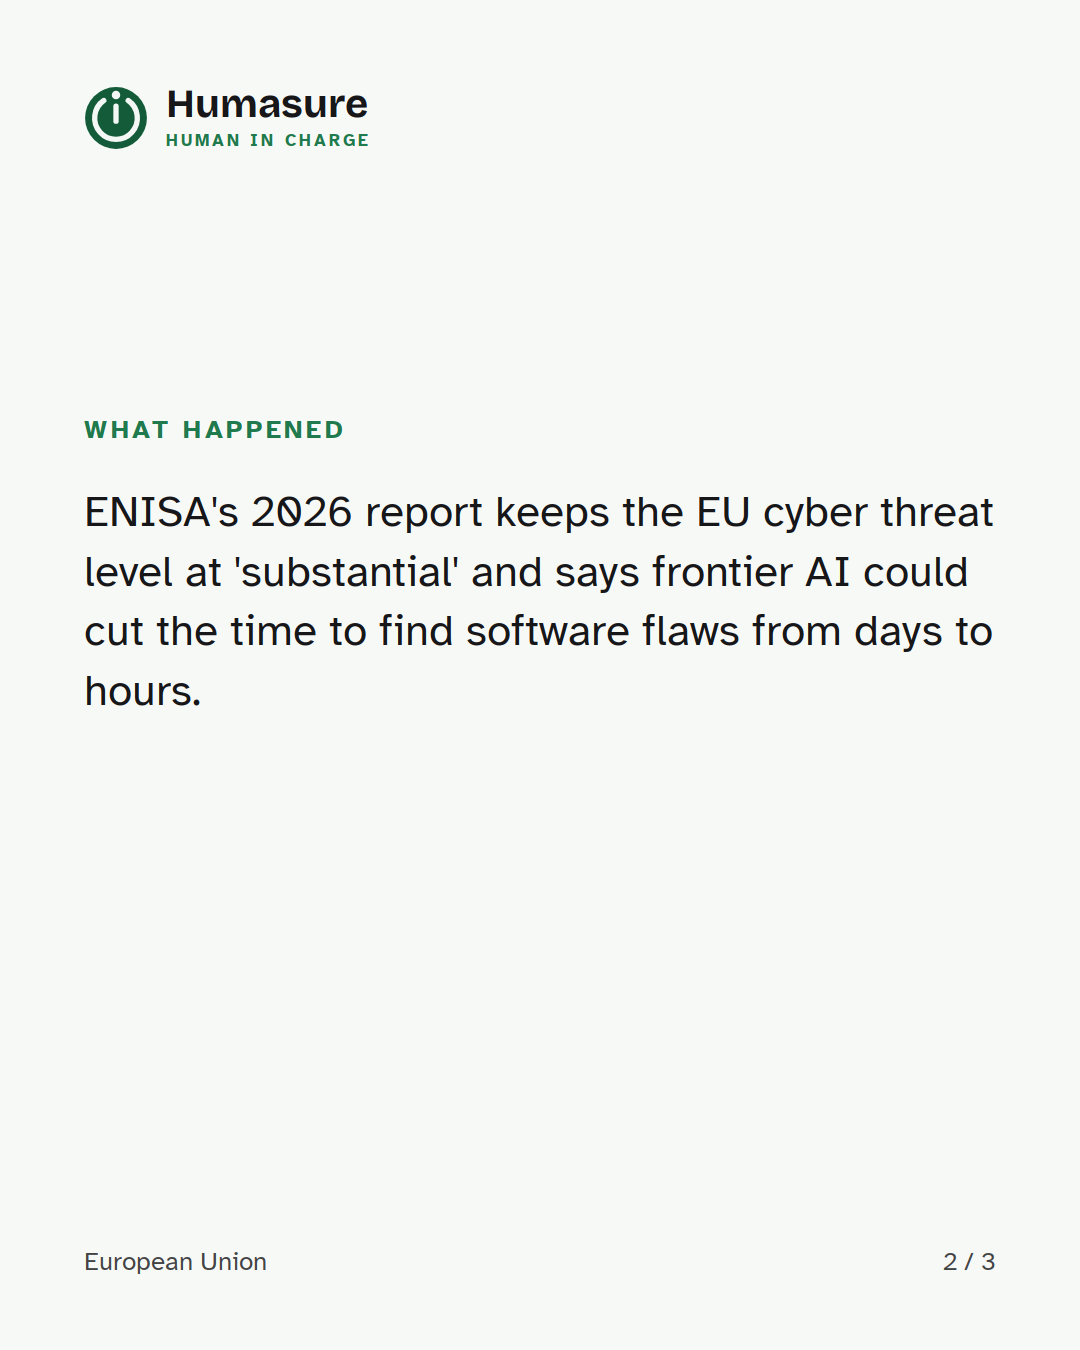 Humasure
HUMAN IN CHARGE
WHAT HAPPENED
ENISA's 2026 report keeps the EU cyber threat
level at 'substantial' and says frontier AI could
cut the time to find software flaws from days to
hours.
European Union
2 / 3